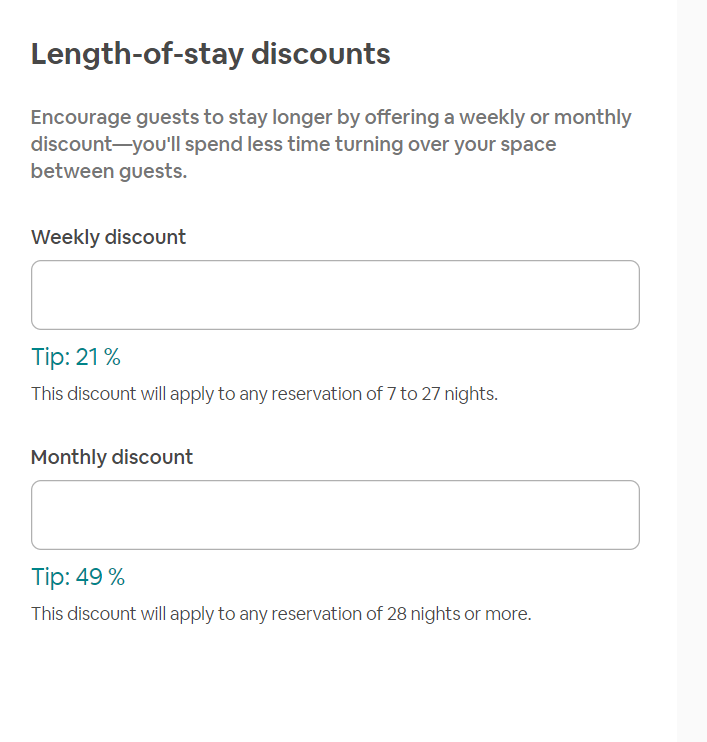 Length-of-stay discounts
Encourage guests to stay longer by offering a weekly or monthly
discount—you'll spend less time turning over your space
between guests.
Weekly discount
Tip: 21 %
This discount will apply to any reservation of 7 to 27 nights.
Monthly discount
Tip: 49 %
This discount will apply to any reservation of 28 nights or more.